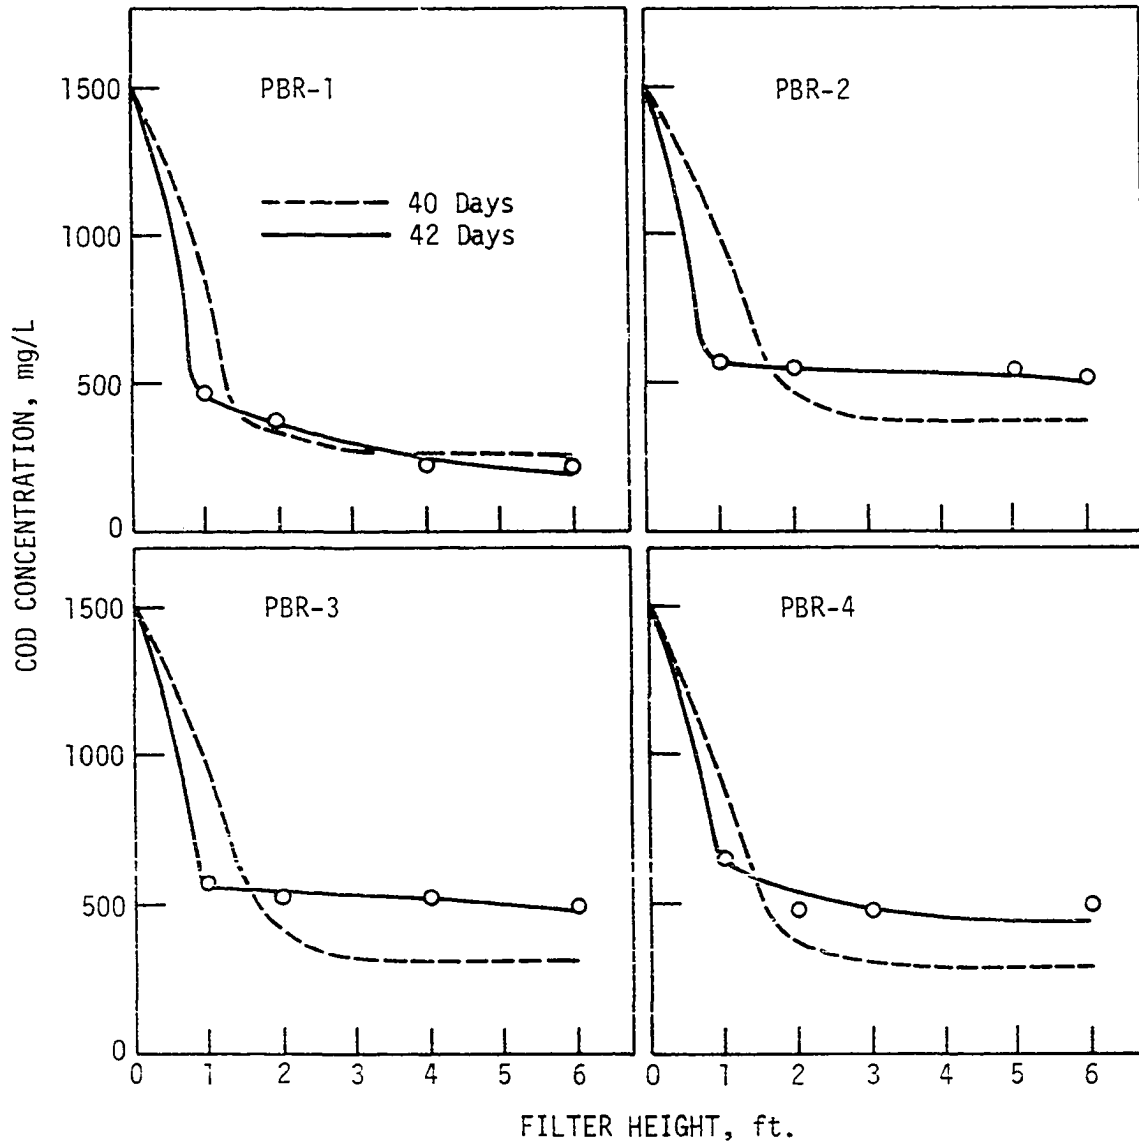 PBR-1
PBR-2
1500
40 Days
42 Days
1000
500
0
COD CONCENTRATION, mg/L
PBR-3
PBR-4
1500
1000
500
0
0 1 2 3 4 5 6
0 1 2 3 4 5 6
FILTER HEIGHT, ft.